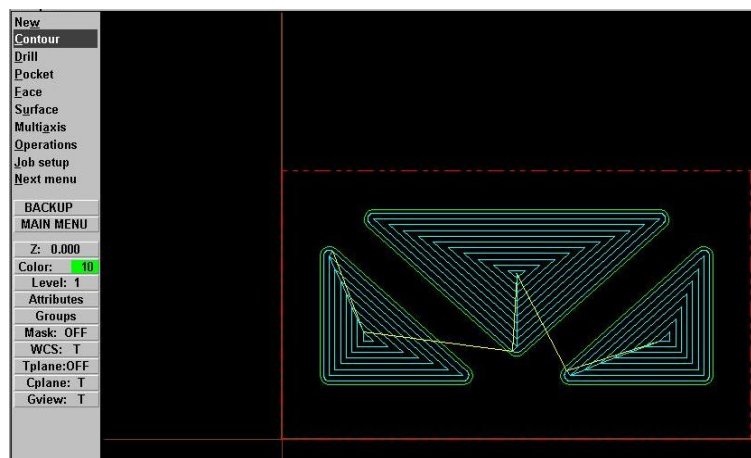 New
Contour
Drill
Pocket
Face
Surface
Multiaxis
Operations
Job setup
Next menu
BACKUP
MAIN MENU
Z: 0.000
Color: 10
Level: 1
Attributes
Groups
Mask: OFF
WCS: T
Tplane:OFF
Cplane: T
Gview: T